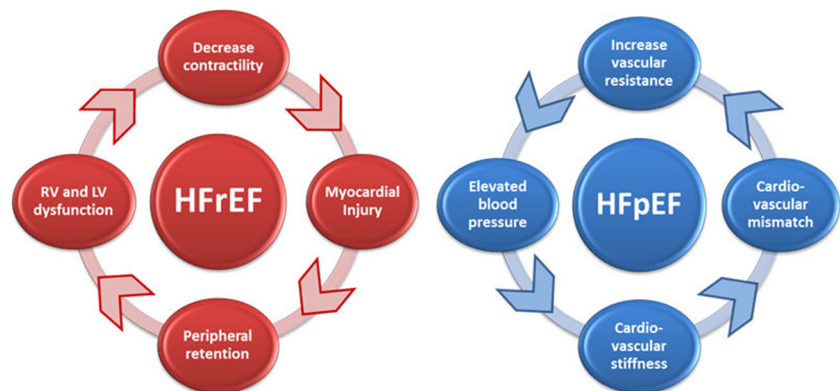 Decrease
contractility
RV and LV
dysfunction
HFrEF
Myocardial
Injury
Peripheral
retention
Increase
vascular
resistance
Elevated
blood
pressure
HFpEF
Cardio-
vascular
mismatch
Cardio-
vascular
stiffness